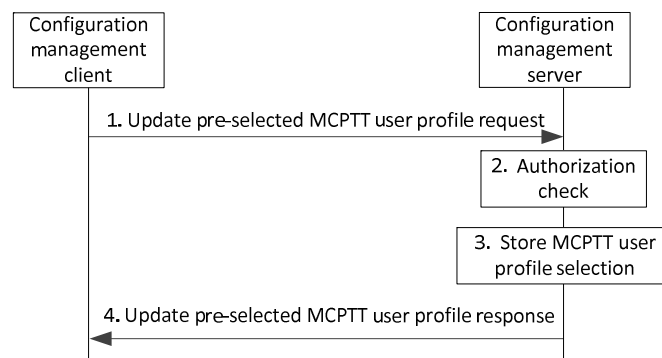 Configuration
management
client
Configuration
management
server
1. Update pre-selected MCPTT user profile request
2. Authorization
check
3. Store MCPTT user
profile selection
4. Update pre-selected MCPTT user profile response